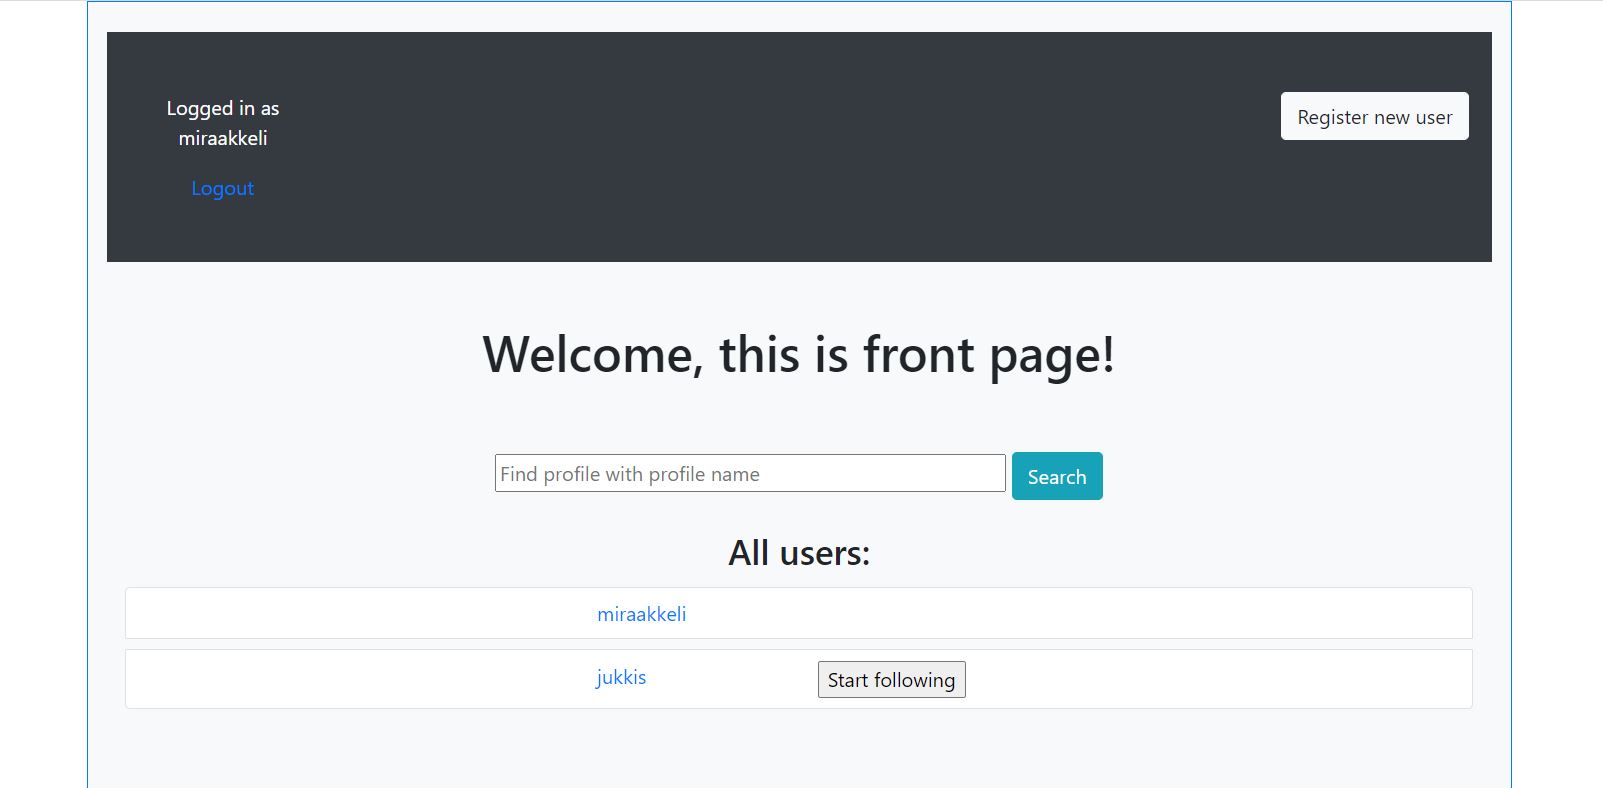 Logged in as
miraakkeli
Logout
Register new user
Welcome, this is front page!
Find profile with profile name
Search
All users:
miraakkeli
jukkis
Start following